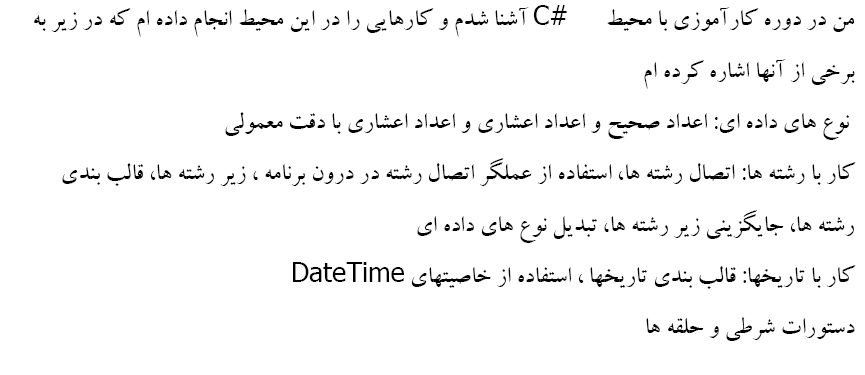 من در دوره کارآموزی با محیط C# آشنا شدم و کارهایی را در این محیط انجام داده ام که در زیر به
برخی از آنها اشاره کرده ام
نوع های داده ای: اعداد صحیح و اعداد اعشاری و اعداد اعشاری با دقت معمولی
کار با رشته ها: اتصال رشته ها، استفاده از عملگر اتصال رشته در درون برنامه ، زیر رشته ها، قالب بندی
رشته ها، جایگزینی زیر رشته ها، تبدیل نوع های داده ای
کار با تاریخها: قالب بندی تاریخها ، استفاده از خاصیتهای DateTime
دستورات شرطی و حلقه ها